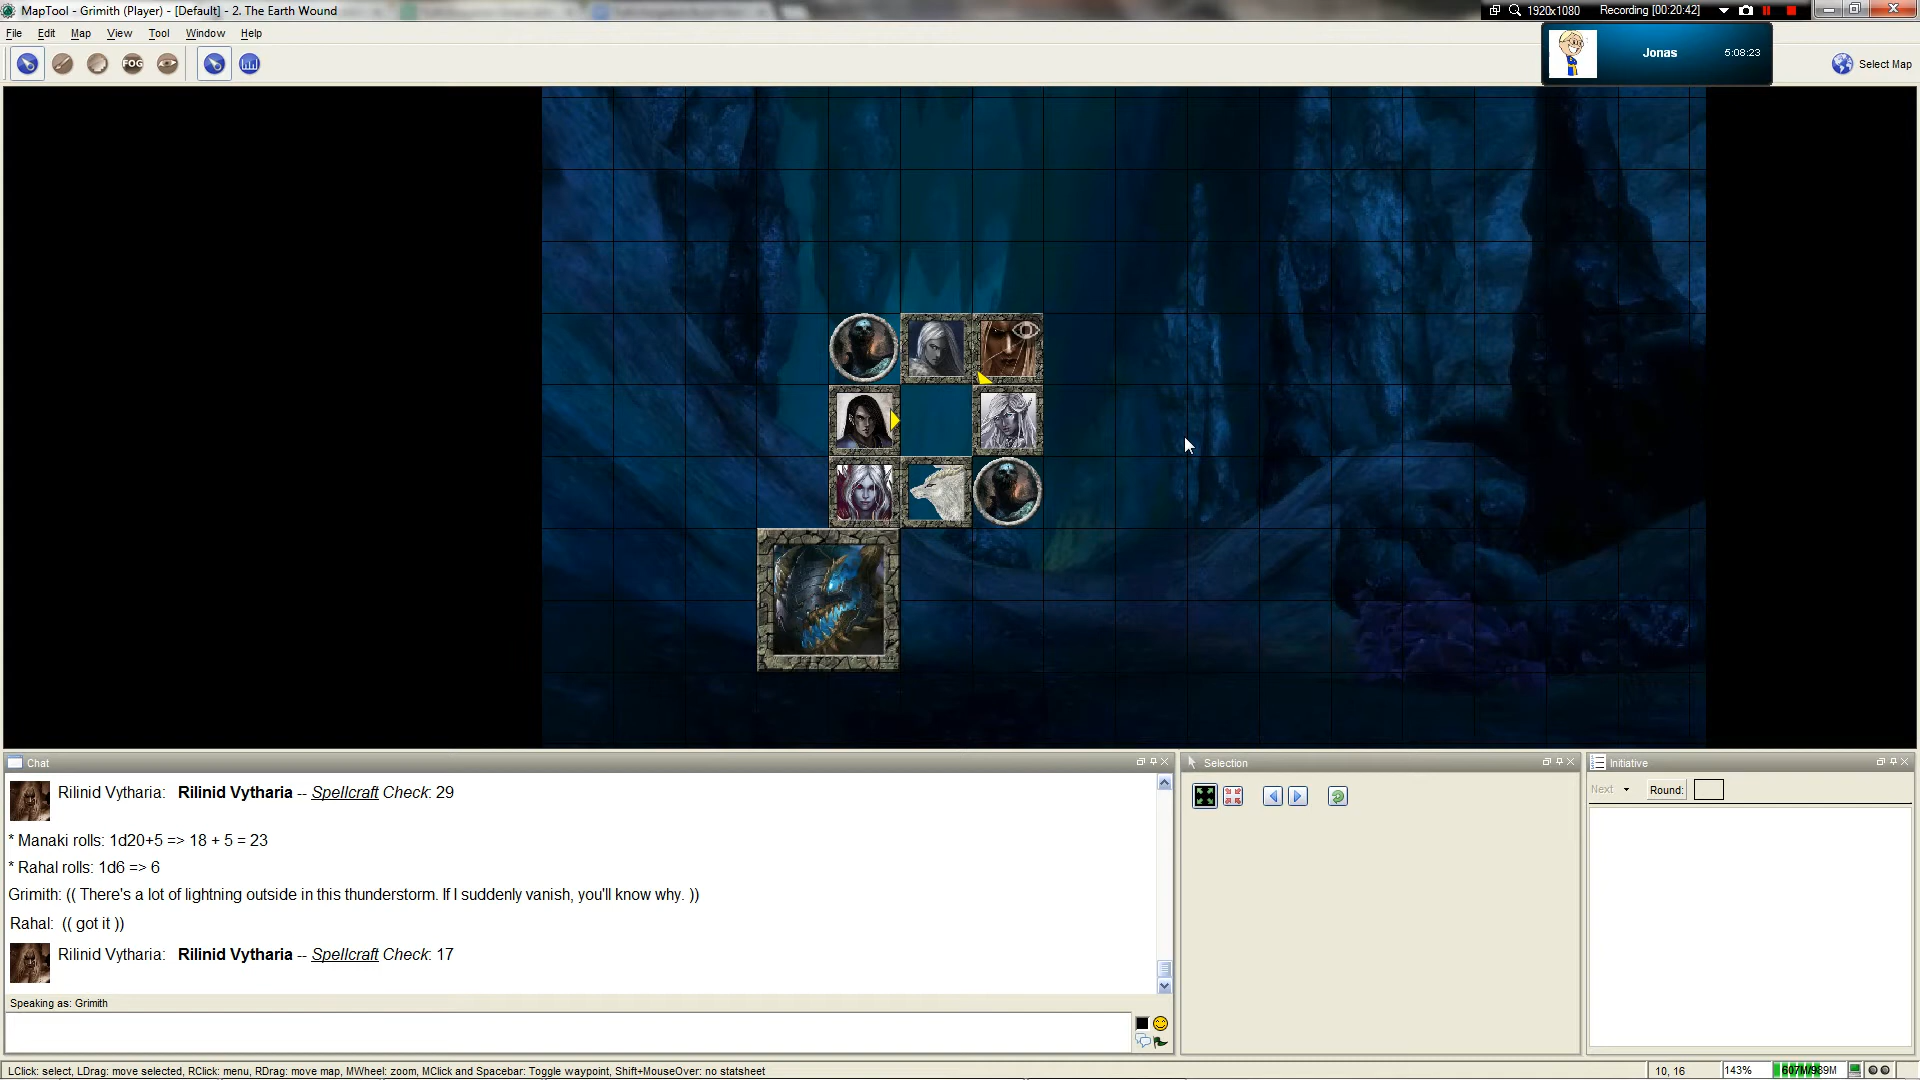 MapTool - Grimith (Player) - [Default] - 2. The Earth Wound
1920x1080
Recording [00:20:42]
File Edit Map View Tool Window Help
Jonas 5:08:23
FOG
Select Map
Chat
Rilinid Vytharia: Rilinid Vytharia -- Spellcraft Check: 29
* Manaki rolls: 1d20+5 => 18 + 5 = 23
* Rahal rolls: 1d6 => 6
Grimith: (( There's a lot of lightning outside in this thunderstorm. If I suddenly vanish, you'll know why. ))
Rahal: (( got it ))
Rilinid Vytharia: Rilinid Vytharia -- Spellcraft Check: 17
Speaking as: Grimith
Selection
Initiative
Next Round:
LClick: select, LDrag: move selected, RClick: menu, RDrag: move map, MWheel: zoom, MClick and Spacebar: Toggle waypoint, Shift+MouseOver: no statsheet
10, 16
143%
607M/989M